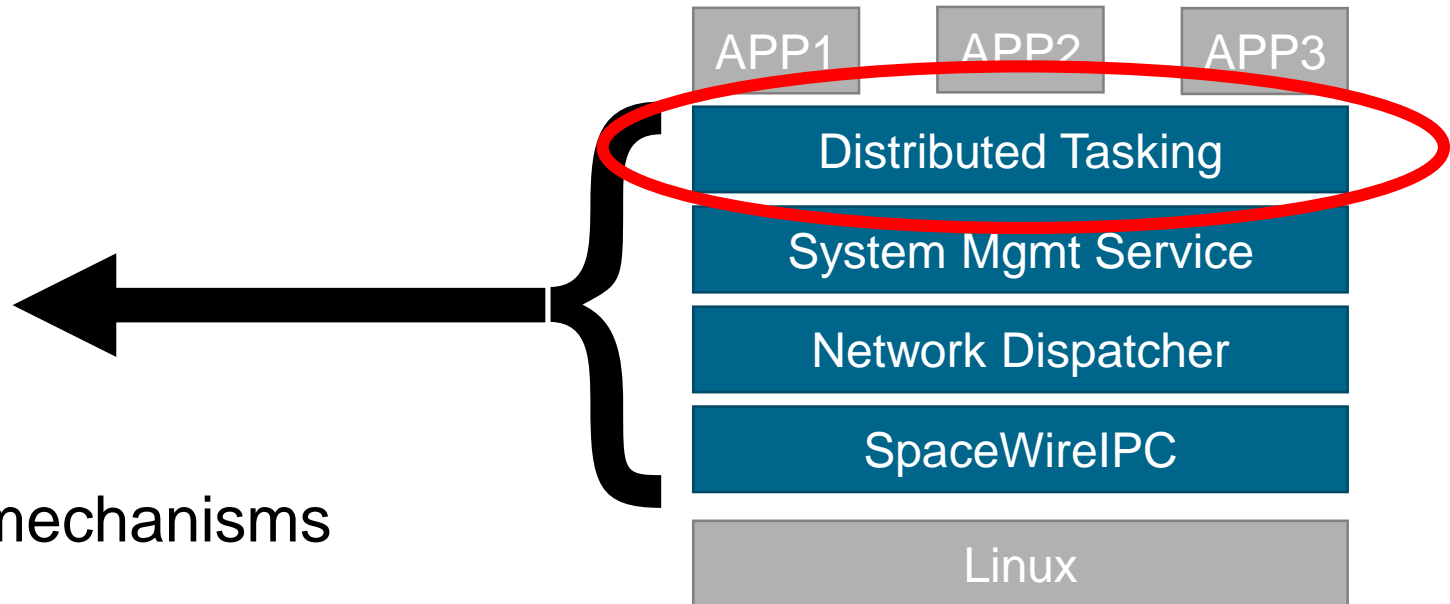 APP1 APP2 APP3
Distributed Tasking
System Mgmt Service
Network Dispatcher
SpaceWireIPC
mechanisms
Linux